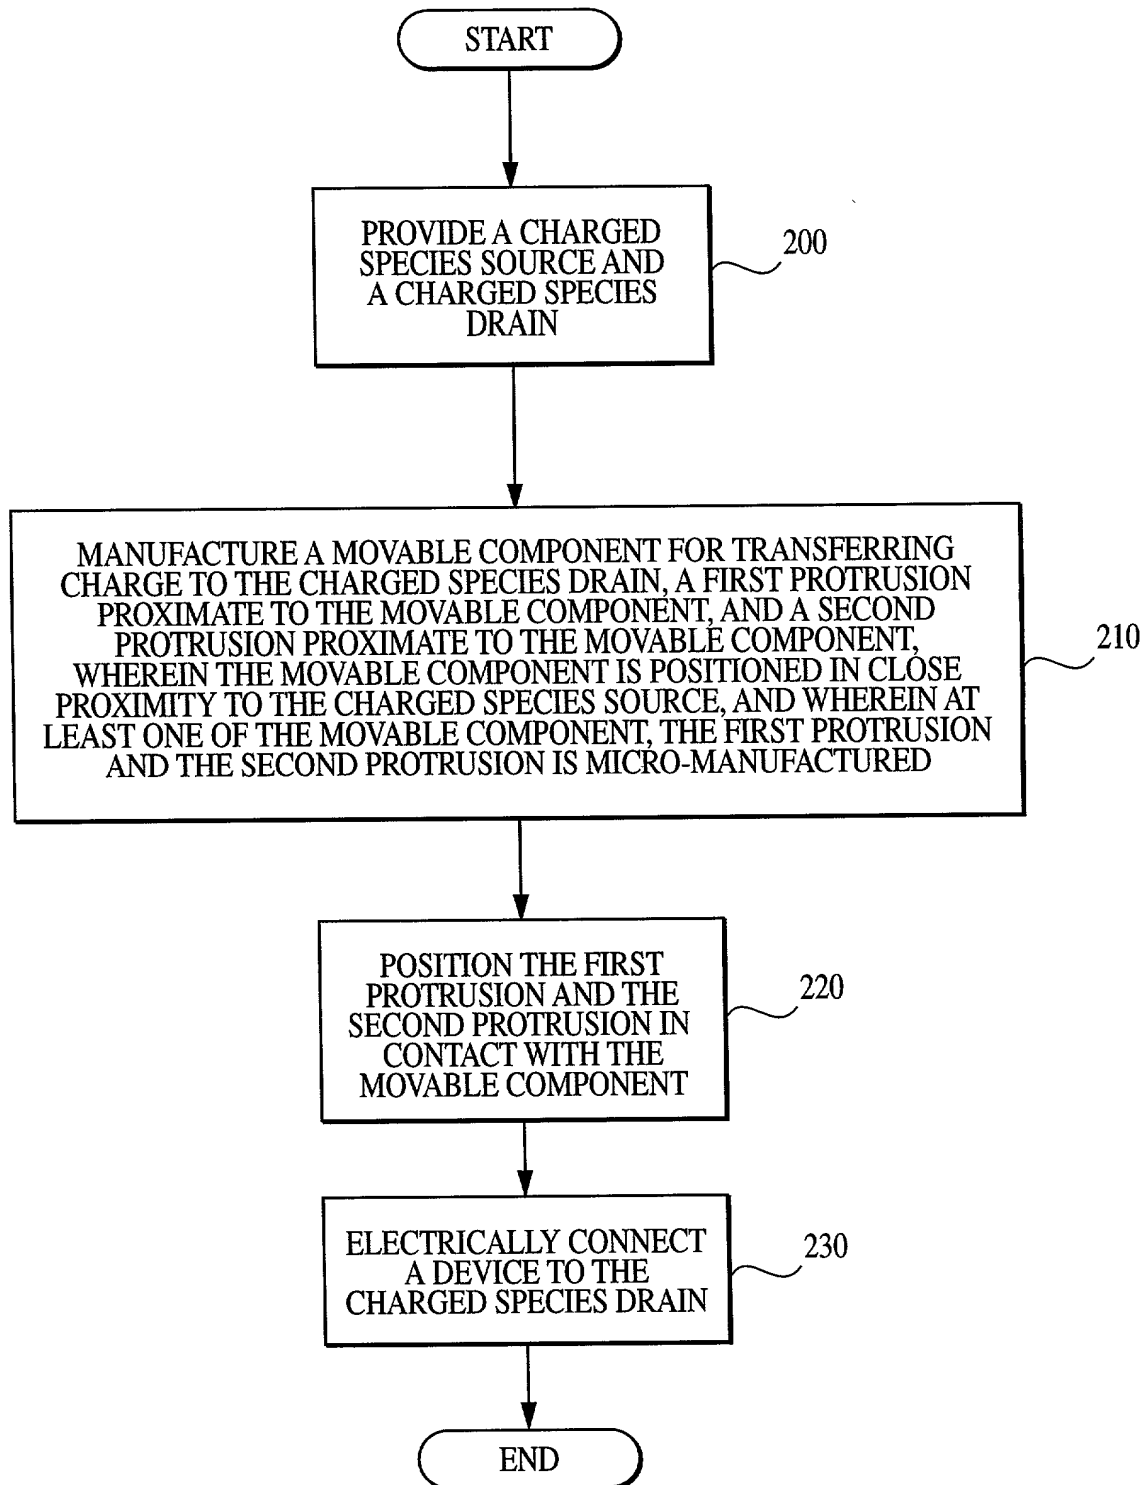 START
PROVIDE A CHARGED
SPECIES SOURCE AND
A CHARGED SPECIES
DRAIN
200
MANUFACTURE A MOVABLE COMPONENT FOR TRANSFERRING
CHARGE TO THE CHARGED SPECIES DRAIN, A FIRST PROTRUSION
PROXIMATE TO THE MOVABLE COMPONENT, AND A SECOND
PROTRUSION PROXIMATE TO THE MOVABLE COMPONENT,
WHEREIN THE MOVABLE COMPONENT IS POSITIONED IN CLOSE
PROXIMITY TO THE CHARGED SPECIES SOURCE, AND WHEREIN AT
LEAST ONE OF THE MOVABLE COMPONENT, THE FIRST PROTRUSION
AND THE SECOND PROTRUSION IS MICRO-MANUFACTURED
210
POSITION THE FIRST
PROTRUSION AND THE
SECOND PROTRUSION IN
CONTACT WITH THE
MOVABLE COMPONENT
220
ELECTRICALLY CONNECT
A DEVICE TO THE
CHARGED SPECIES DRAIN
230
END